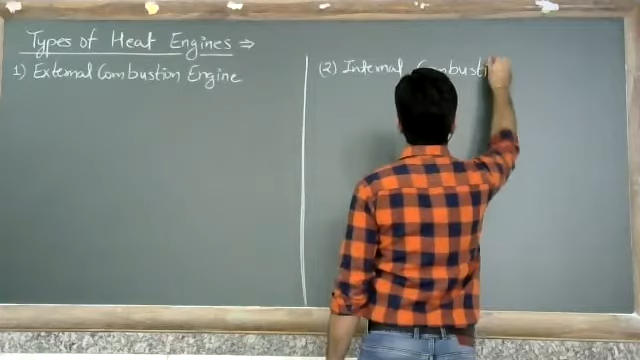 Types of Heat Engines ⇒
1) External Combustion Engine
(2) Internal Combusti